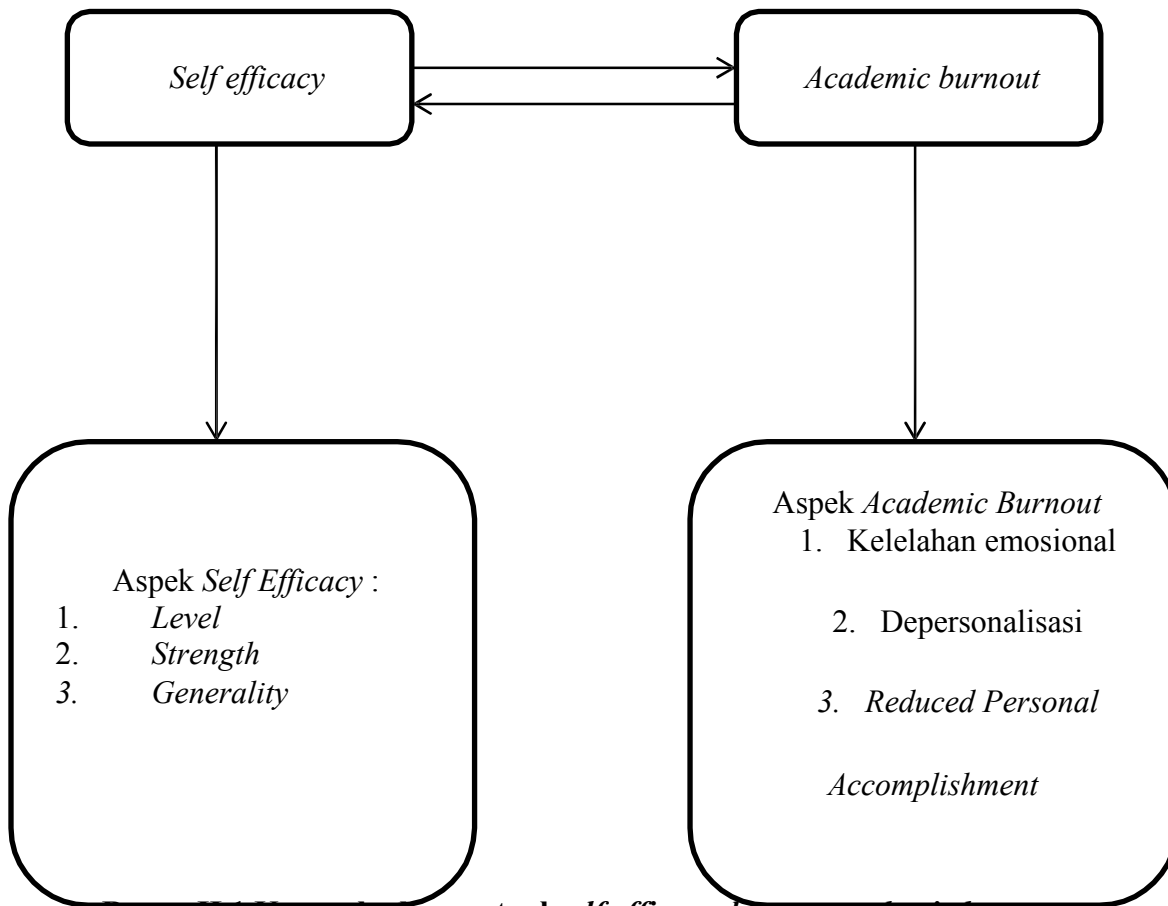 Self efficacy
Academic burnout
Aspek Self Efficacy :
1. Level
2. Strength
3. Generality
Aspek Academic Burnout
1. Kelelahan emosional
2. Depersonalisasi
3. Reduced Personal
Accomplishment